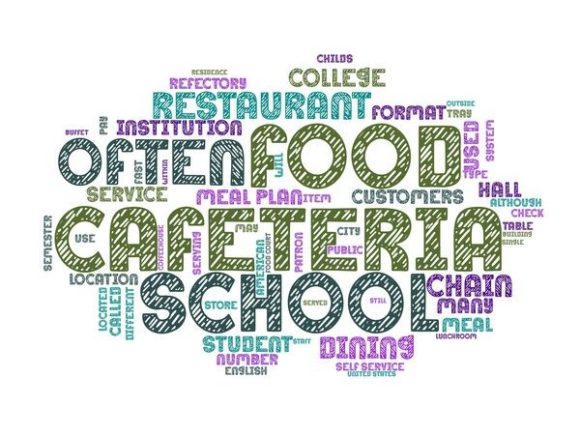 CHILDS
RESIDENCE
REFECTORY
COLLEGE
RESTAURANT
FORMAT
OUTSIDE
TRAY
BUFFET
PAY
INSTITUTION
OFTEN
FOOD
WILL
USED
TYPE
SYSTEM
FAST
WITHIN
SERVICE
MEAL PLAN
ITEM
CUSTOMERS
HALL
ALTHOUGH
CHECK
CAFETERIA
SEMESTER
USE
COFFEEHOUSE
SERVING
MAY
AMERICAN
FOOD COURT
PATRON
CITY
PUBLIC
TABLE
BUILDING
SINGLE
LOCATION
SCHOOL
LOCATED
CALLED
DIFFERENT
STORE
SERVED
STILL
CHAIN
MANY
MEAL
LUNCHROOM
STUDENT
STAFF
DINING
NUMBER
SELF SERVICE
ENGLISH
UNITED STATES